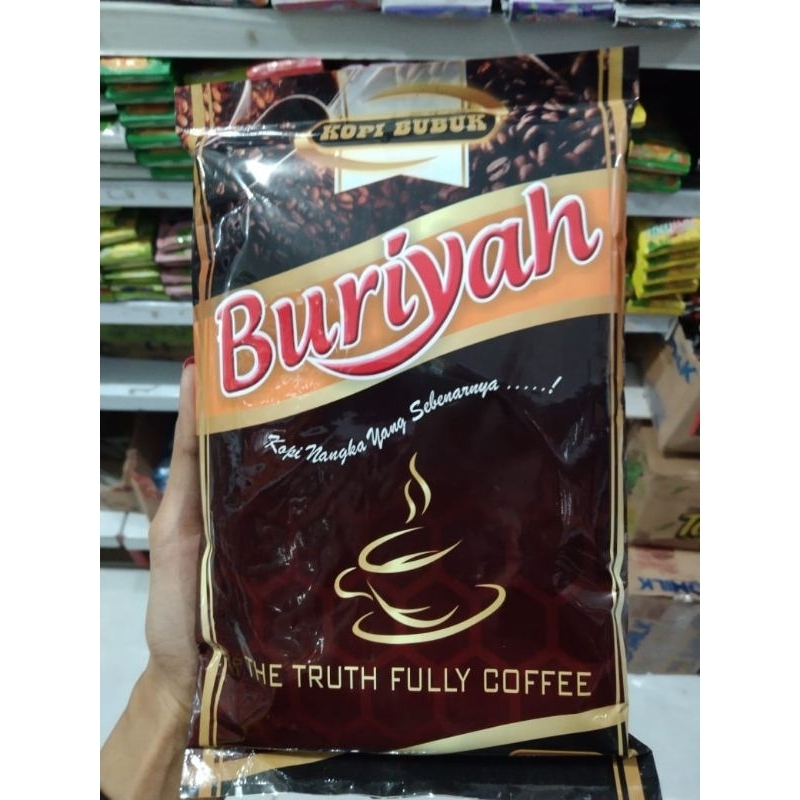 KOPI BUBUK
Buriyah
Kopi Nangka Yang Sebenarnya .....!
THE TRUTH FULLY COFFEE